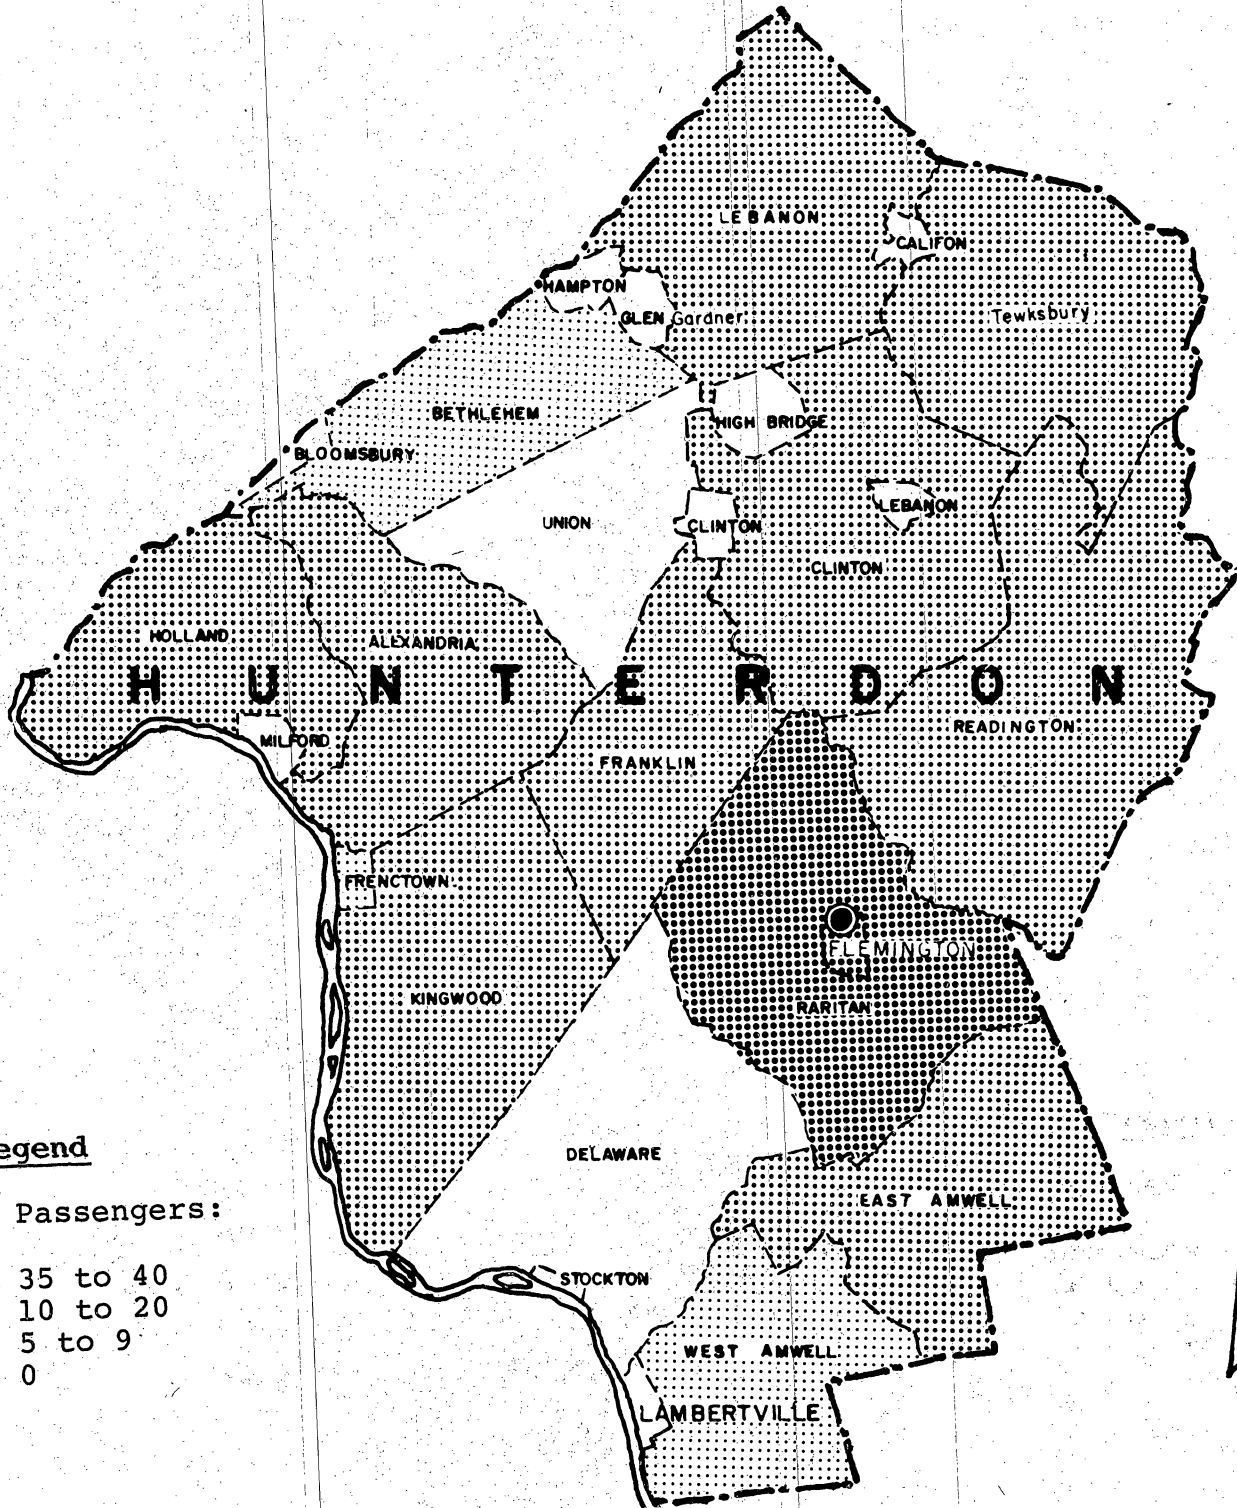 LEBANON
CALIFON
HAMPTON
GLEN Gardner
Tewksbury
BETHLEHEM
HIGH BRIDGE
BLOOMSBURY
LEBANON
UNION
CLINTON
CLINTON
HOLLAND
ALEXANDRIA
HUNTERDON
READINGTON
MILFORD
FRANKLIN
FRENCTOWN
FLEMINGTON
KINGWOOD
RARITAN
DELAWARE
EAST AMWELL
STOCKTON
WEST AMWELL
LAMBERTVILLE
egend
Passengers:
35 to 40
10 to 20
5 to 9
0